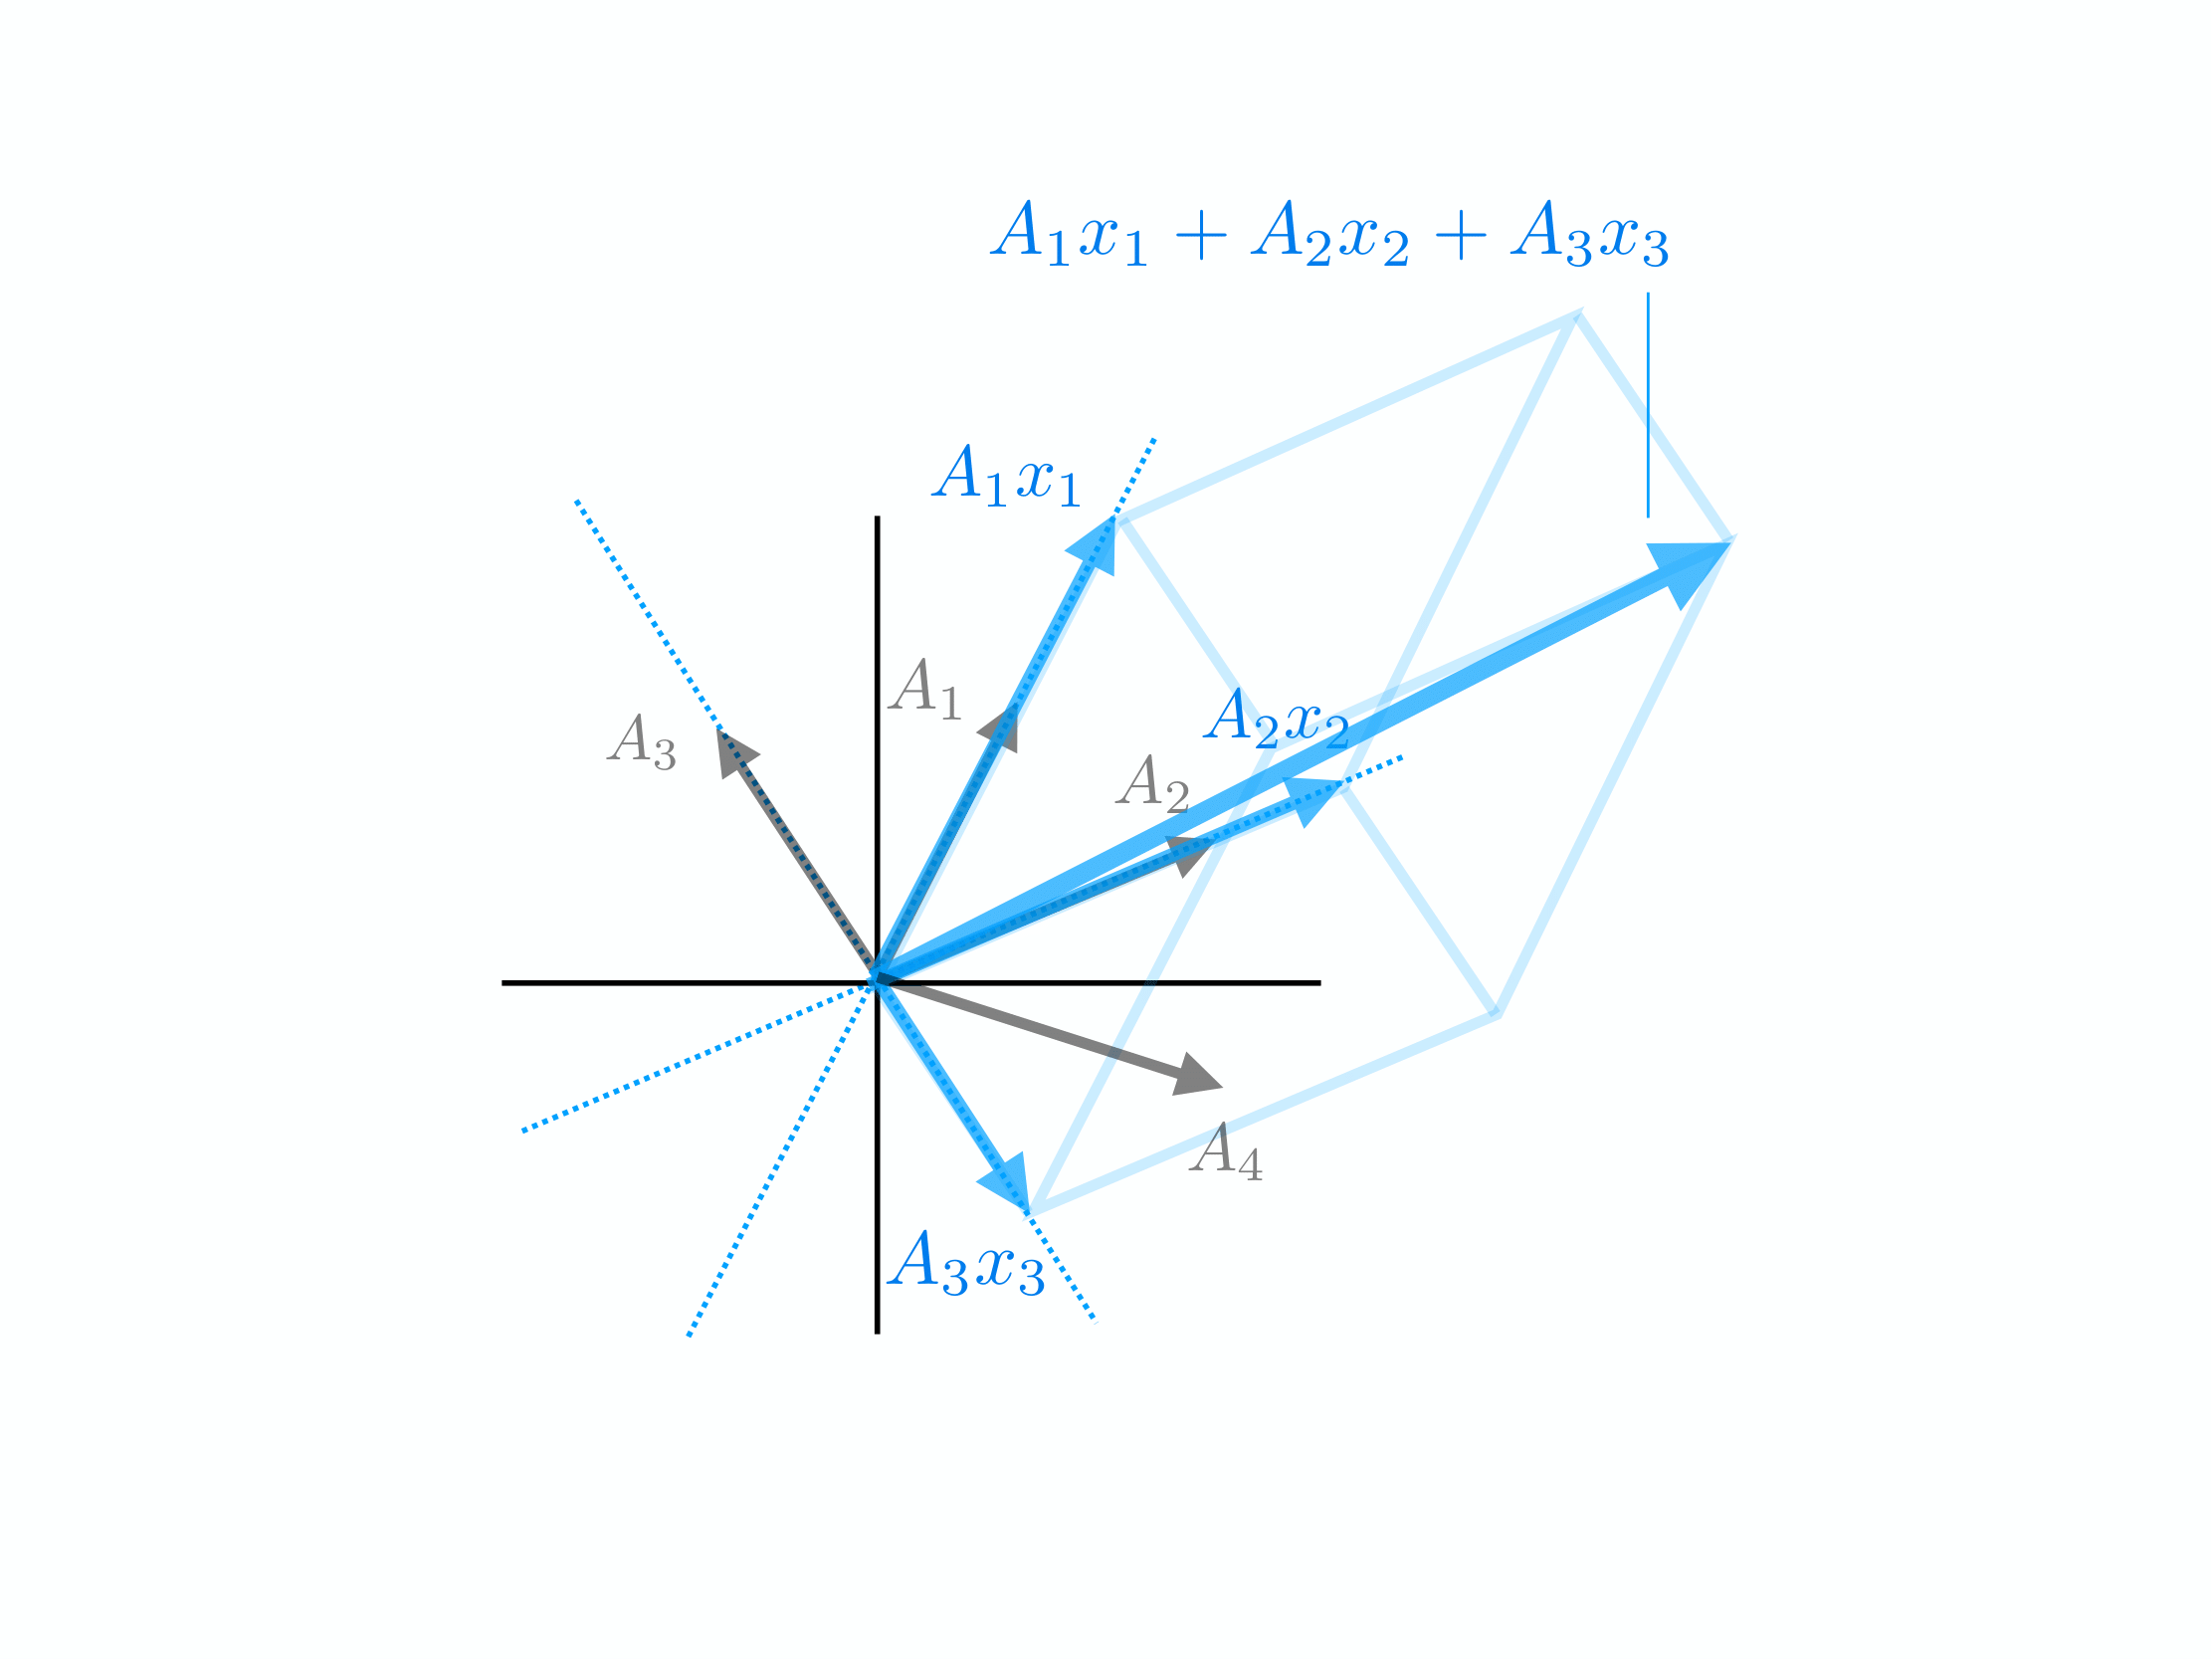 A₁x₁ + A₂x₂ + A₃x₃
A₁x₁
A₁
A₃
A₂x₂
A₂
A₄
A₃x₃